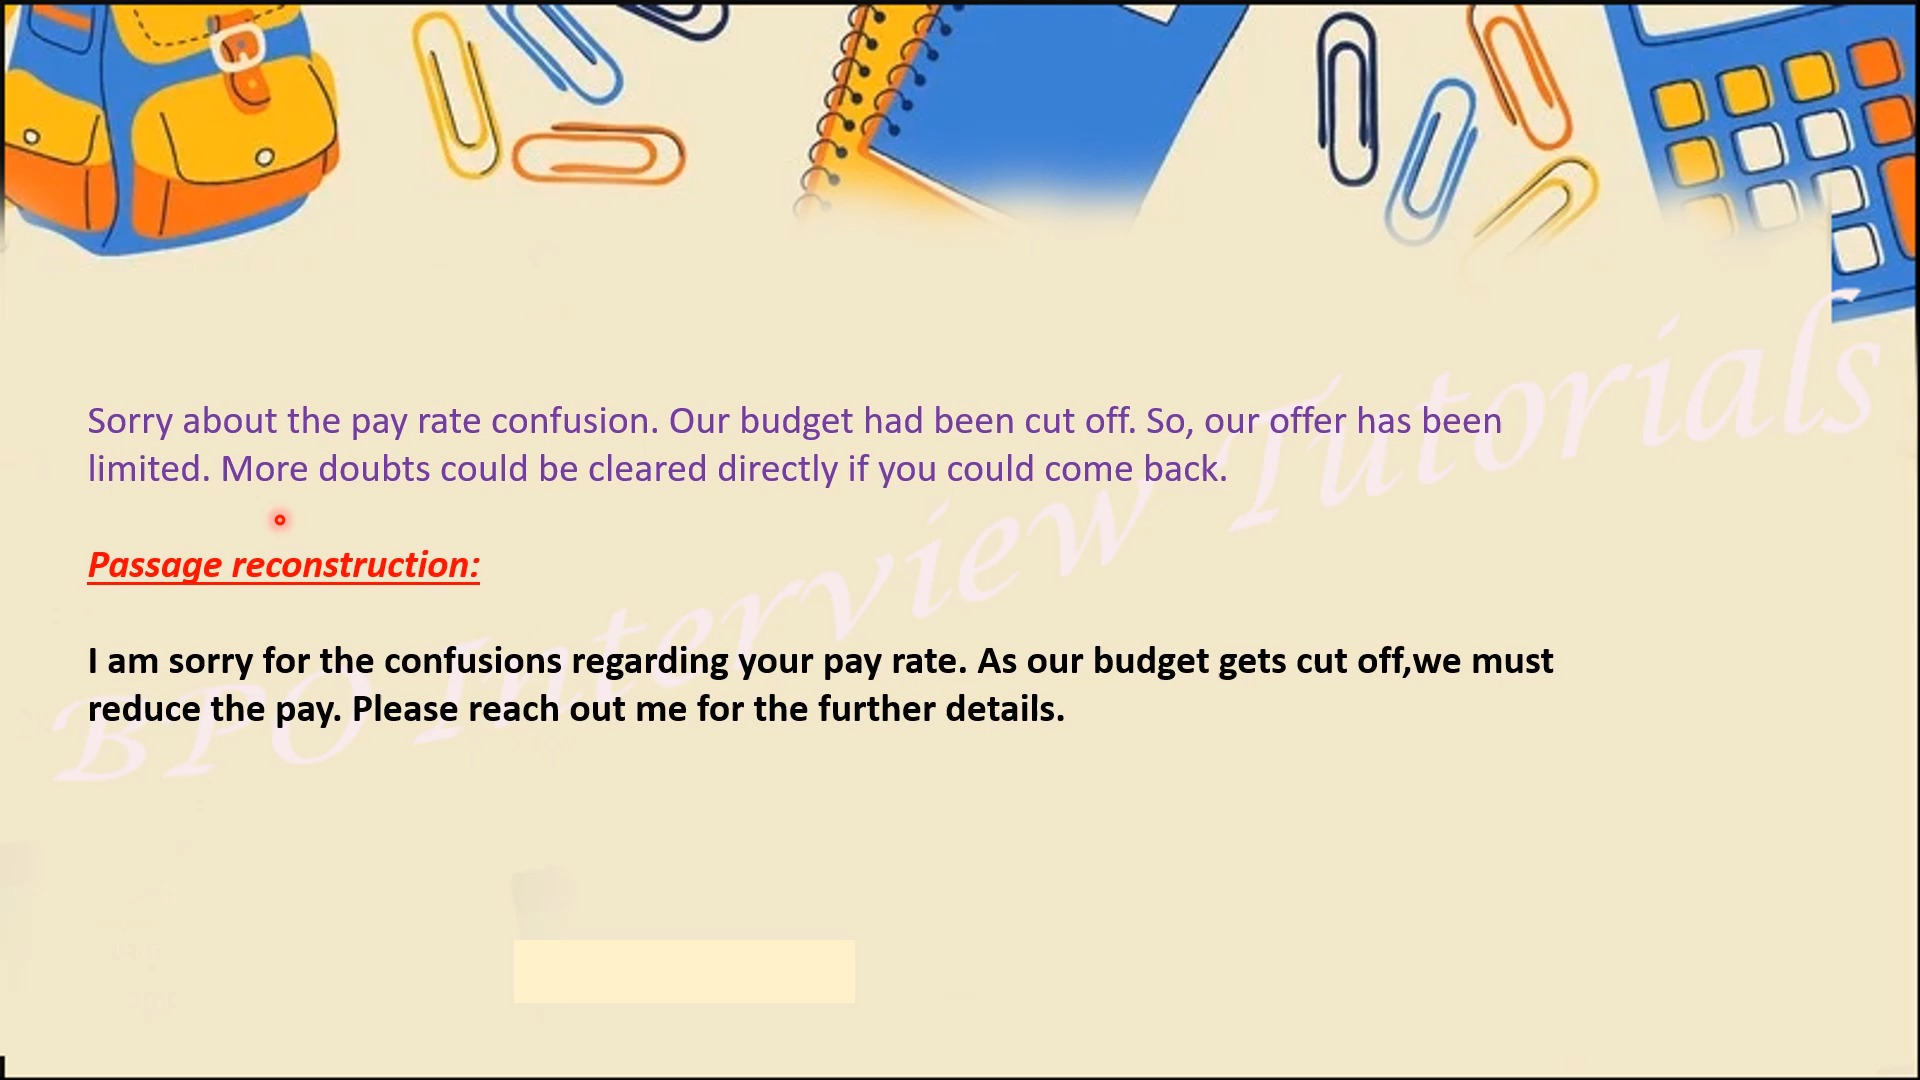 Sorry about the pay rate confusion. Our budget had been cut off. So, our offer has been
limited. More doubts could be cleared directly if you could come back.
Passage reconstruction:
I am sorry for the confusions regarding your pay rate. As our budget gets cut off,we must
reduce the pay. Please reach out me for the further details.
BPO Interview Tutorials